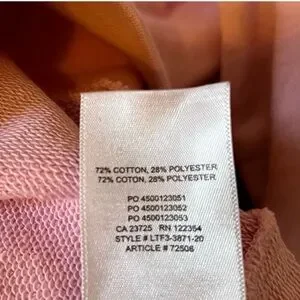 72% COTTON, 28% POLYESTER
72% COTON, 28% POLYESTER
PO 4500123051
PO 4500123052
PO 4500123053
CA 23725 RN 122354
STYLE # LTF3-3871-20
ARTICLE # 72506